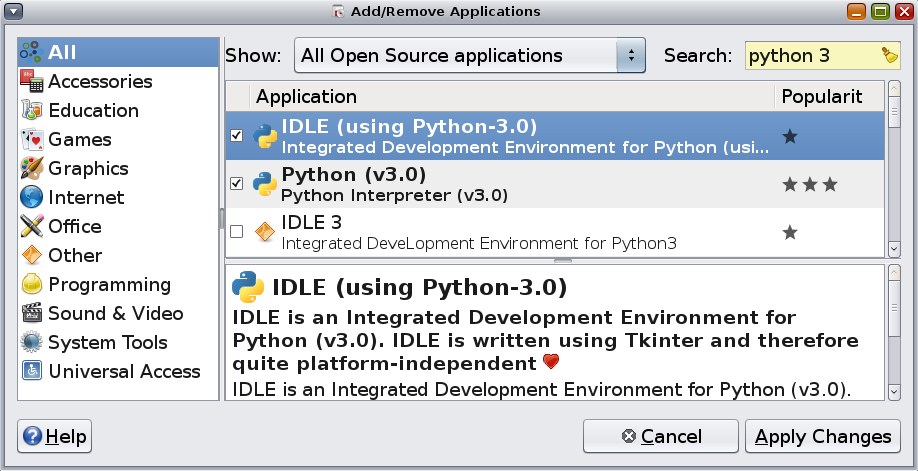 Add/Remove Applications
All
Accessories
Education
Games
Graphics
Internet
Office
Other
Programming
Sound & Video
System Tools
Universal Access
Show: All Open Source applications Search: python 3
Application Popularit
IDLE (using Python-3.0)
Integrated Development Environment for Python (usi...
Python (v3.0)
Python Interpreter (v3.0)
IDLE 3
Integrated DeveLopment Environment for Python3
IDLE (using Python-3.0)
IDLE is an Integrated Development Environment for
Python (v3.0). IDLE is written using Tkinter and therefore
quite platform-independent
IDLE is an Integrated Development Environment for Python (v3.0).
Help Cancel Apply Changes